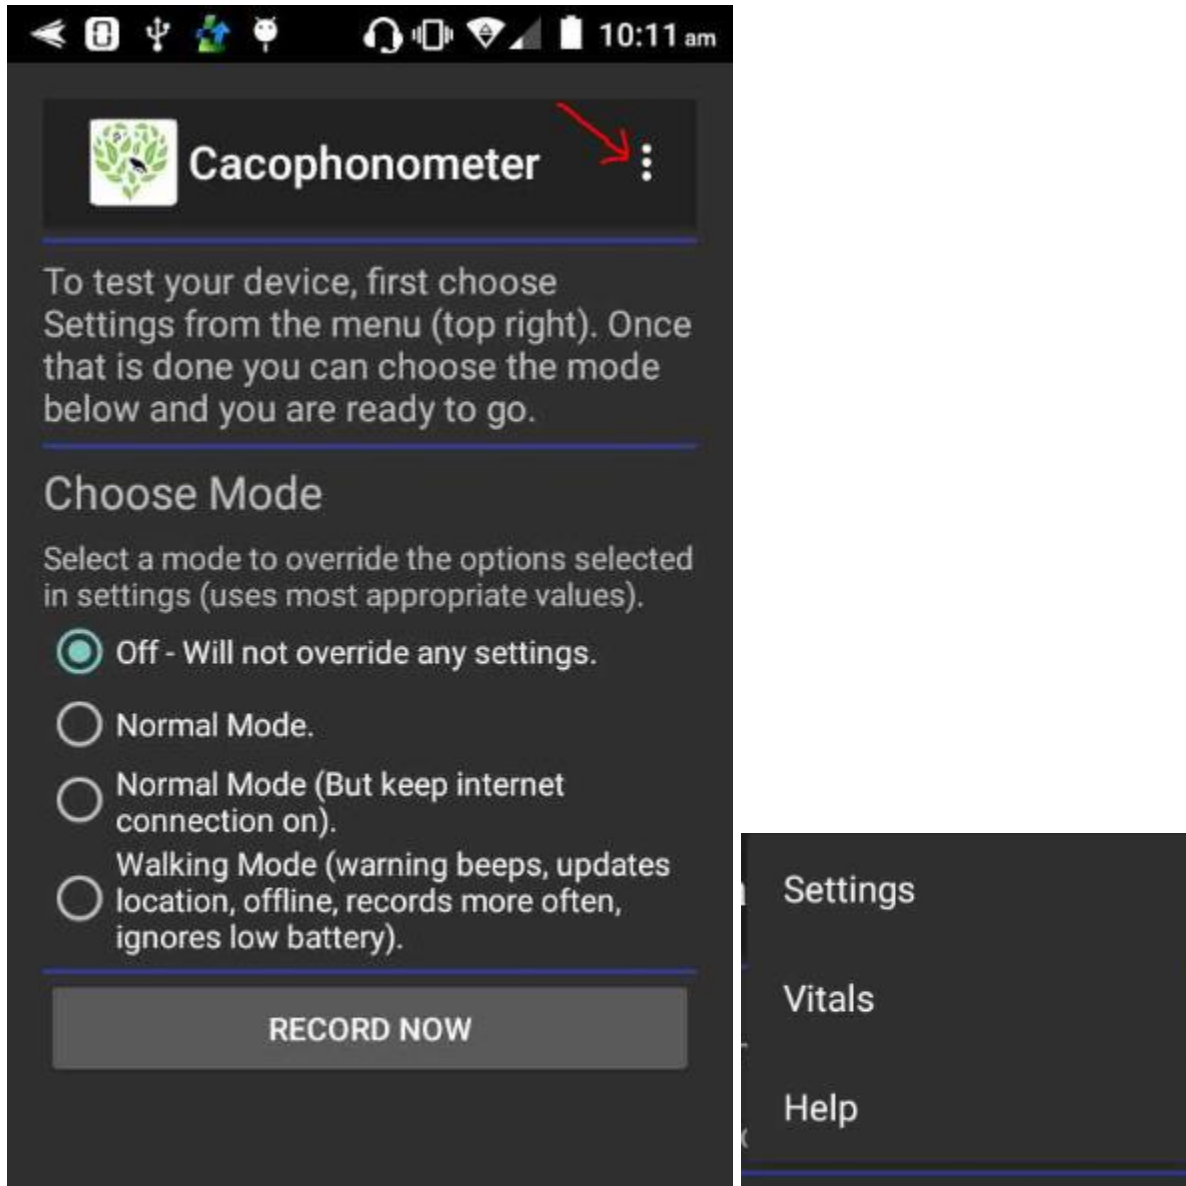 10:11 am
Cacophonometer
To test your device, first choose
Settings from the menu (top right). Once
that is done you can choose the mode
below and you are ready to go.
Choose Mode
Select a mode to override the options selected
in settings (uses most appropriate values).
Off - Will not override any settings.
Normal Mode.
Normal Mode (But keep internet
connection on).
Walking Mode (warning beeps, updates
location, offline, records more often,
ignores low battery).
RECORD NOW
Settings
Vitals
Help